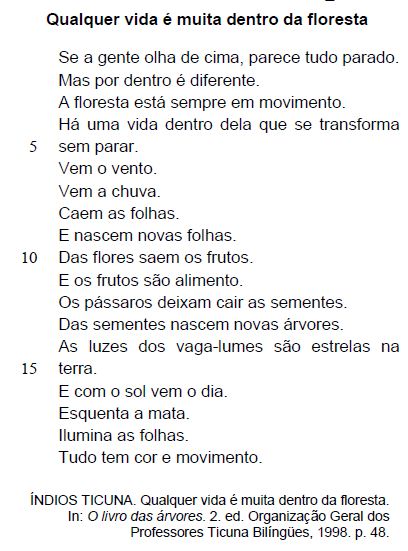 Qualquer vida é muita dentro da floresta
Se a gente olha de cima, parece tudo parado.
Mas por dentro é diferente.
A floresta está sempre em movimento.
Há uma vida dentro dela que se transforma
5 sem parar.
Vem o vento.
Vem a chuva.
Caem as folhas.
E nascem novas folhas.
10 Das flores saem os frutos.
E os frutos são alimento.
Os pássaros deixam cair as sementes.
Das sementes nascem novas árvores.
As luzes dos vaga-lumes são estrelas na
15 terra.
E com o sol vem o dia.
Esquenta a mata.
Ilumina as folhas.
Tudo tem cor e movimento.
ÍNDIOS TICUNA. Qualquer vida é muita dentro da floresta.
In: O livro das árvores. 2. ed. Organização Geral dos
Professores Ticuna Bilíngües, 1998. p. 48.